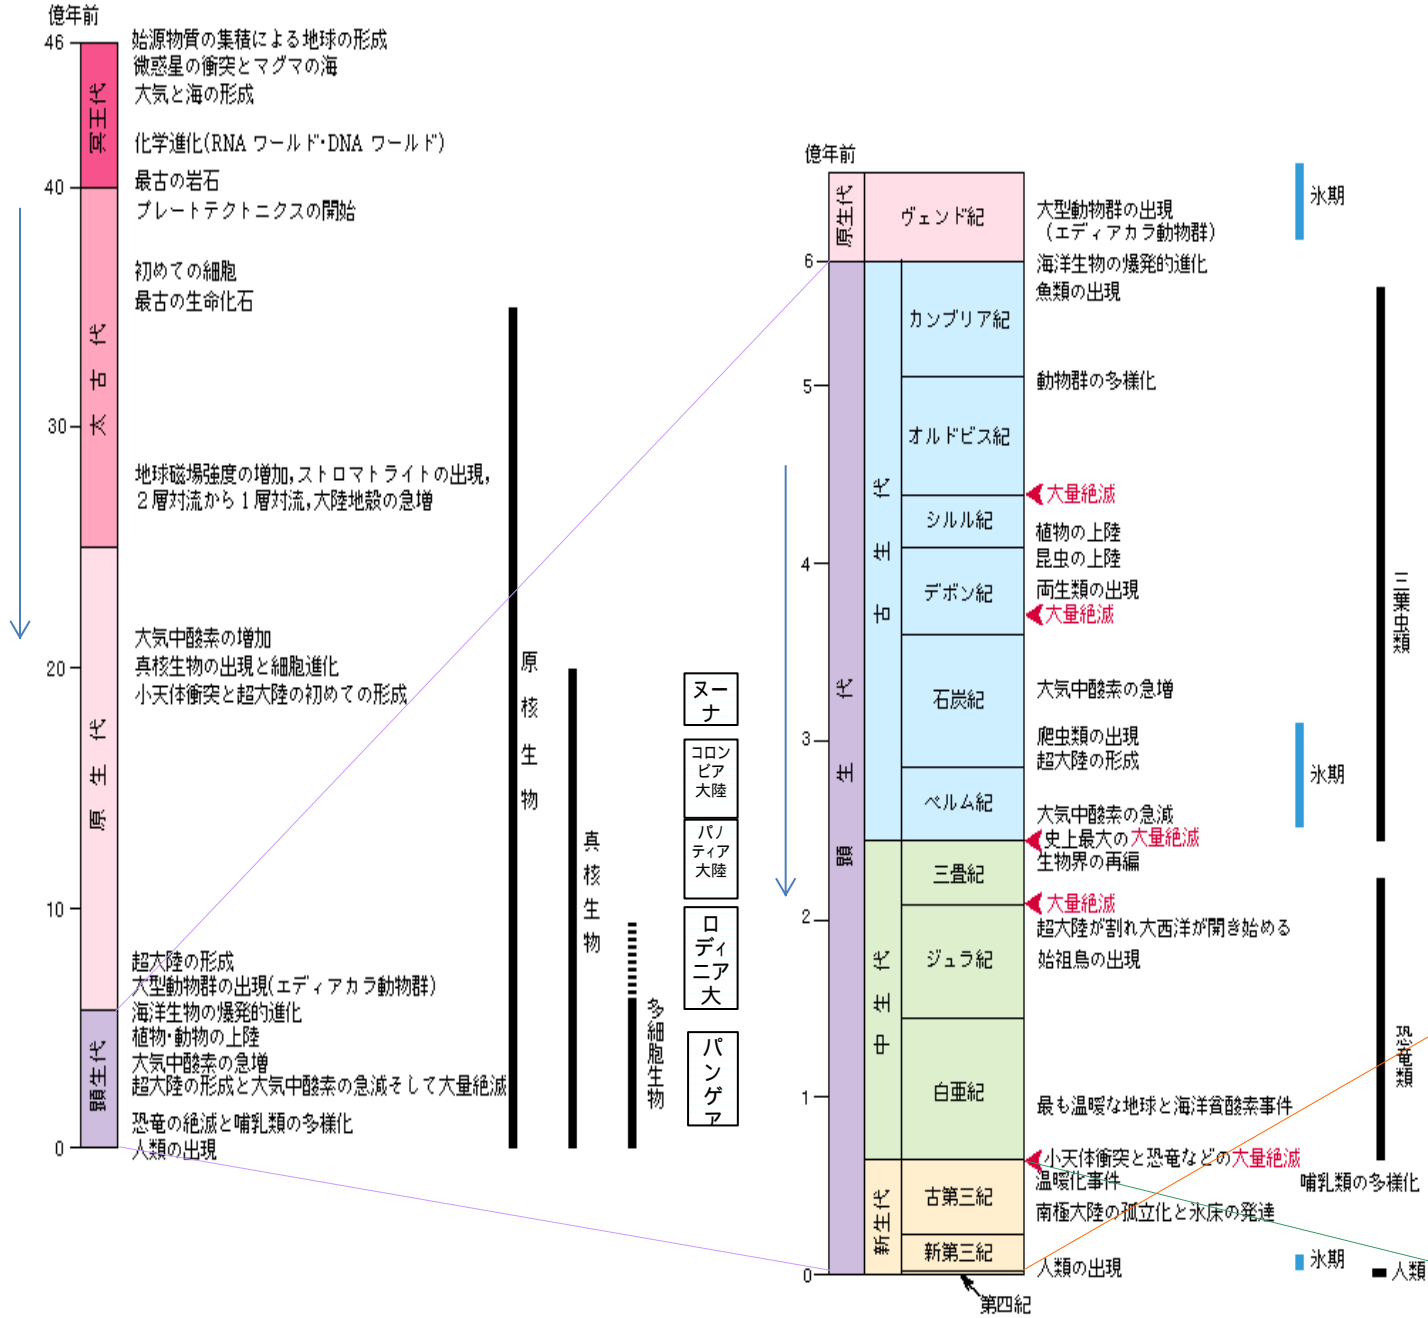 億年前
46
冥王代
始源物質の集積による地球の形成
微惑星の衝突とマグマの海
大気と海の形成
化学進化(RNA ワールド・DNA ワールド)
最古の岩石
40
プレートテクトニクスの開始
初めての細胞
最古の生命化石
太古代
30
地球磁場強度の増加,ストロマトライトの出現,
2層対流から1層対流,大陸地殻の急増
大気中酸素の増加
真核生物の出現と細胞進化
小天体衝突と超大陸の初めての形成
20
原生代
10
超大陸の形成
大型動物群の出現(エディアカラ動物群)
海洋生物の爆発的進化
植物・動物の上陸
大気中酸素の急増
超大陸の形成と大気中酸素の急減そして大量絶滅
恐竜の絶滅と哺乳類の多様化
人類の出現
顕生代
0
原核生物
真核生物
多細胞生物
ヌー
ナ
コロン
ビア
大陸
パノ
ティア
大陸
ロ
ディ
ニア
大
パ
ンゲ
ア
億年前
原生代
ヴェンド紀
大型動物群の出現
(エディアカラ動物群)
氷期
6
海洋生物の爆発的進化
魚類の出現
カンブリア紀
5
動物群の多様化
オルドビス紀
大量絶滅
シルル紀
植物の上陸
昆虫の上陸
4
デボン紀
両生類の出現
大量絶滅
古生代
三葉虫類
石炭紀
大気中酸素の急増
3
爬虫類の出現
超大陸の形成
氷期
ペルム紀
大気中酸素の急減
史上最大の大量絶滅
生物界の再編
顕生代
三畳紀
大量絶滅
2
超大陸が割れ大西洋が開き始める
ジュラ紀
始祖鳥の出現
中生代
恐竜類
1
白亜紀
最も温暖な地球と海洋貧酸素事件
小天体衝突と恐竜などの大量絶滅
温暖化事件
哺乳類の多様化
新生代
古第三紀
南極大陸の孤立化と氷床の発達
新第三紀
人類の出現
氷期
人類
0
第四紀